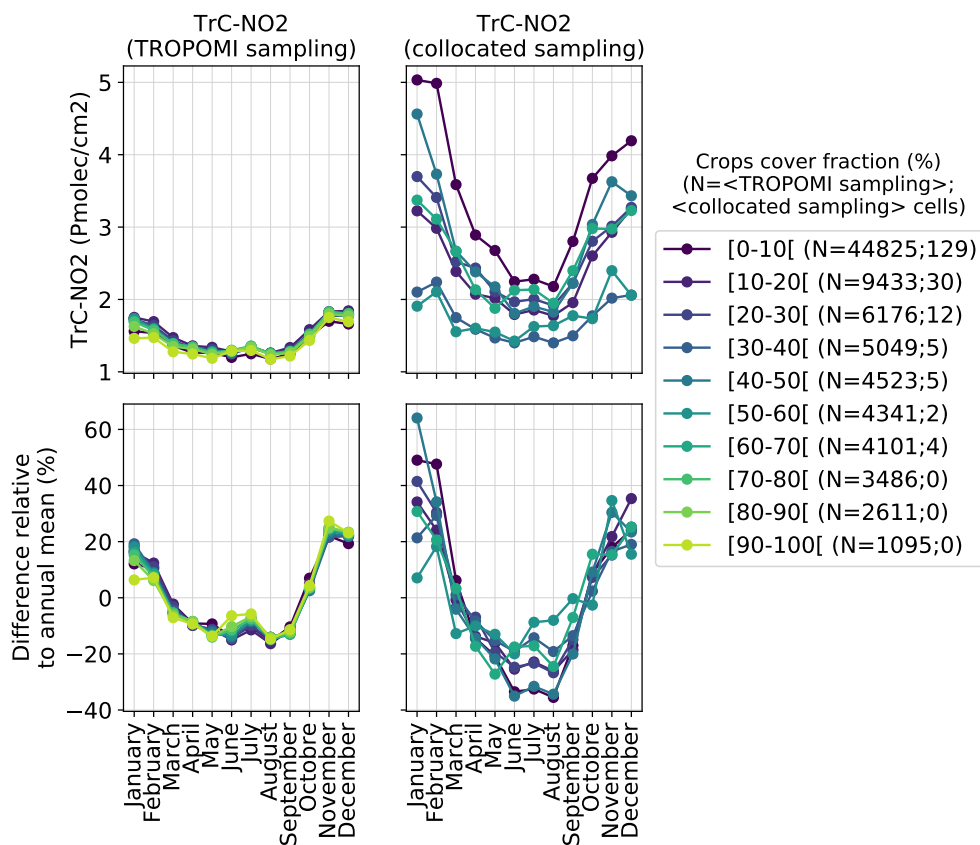 TrC-NO2
(TROPOMI sampling)
TrC-NO2
(collocated sampling)
TrC-NO2 (Pmolec/cm2)
5
4
3
2
1
Difference relative
to annual mean (%)
60
40
20
0
−20
−40
January
February
March
April
May
June
July
August
September
Octobre
November
December
January
February
March
April
May
June
July
August
September
Octobre
November
December
Crops cover fraction (%)
(N=<TROPOMI sampling>;
<collocated sampling> cells)
[0-10[ (N=44825;129)
[10-20[ (N=9433;30)
[20-30[ (N=6176;12)
[30-40[ (N=5049;5)
[40-50[ (N=4523;5)
[50-60[ (N=4341;2)
[60-70[ (N=4101;4)
[70-80[ (N=3486;0)
[80-90[ (N=2611;0)
[90-100[ (N=1095;0)